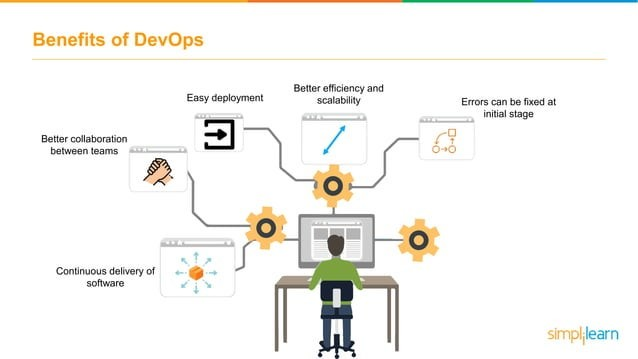 Benefits of DevOps
Easy deployment
Better efficiency and
scalability
Errors can be fixed at
initial stage
Better collaboration
between teams
Continuous delivery of
software
simplilearn